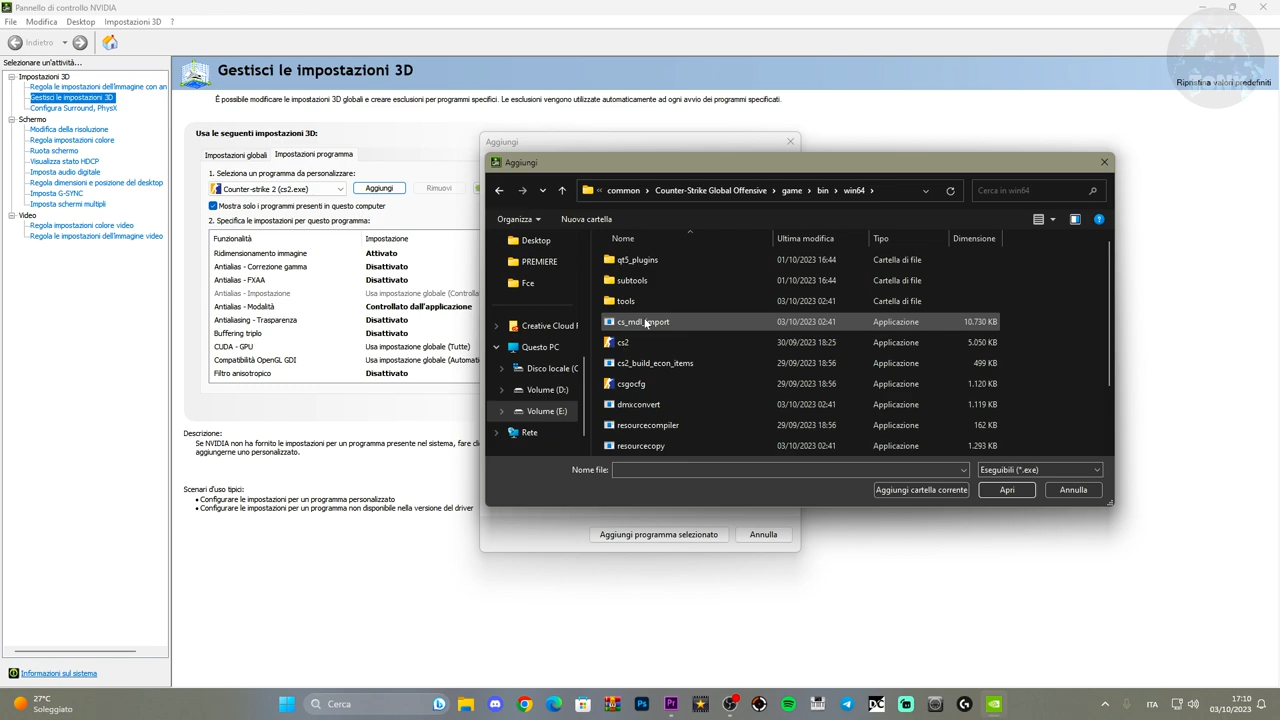 Pannello di controllo NVIDIA
File Modifica Desktop Impostazioni 3D ?
Indietro
Selezionare un'attività...
Impostazioni 3D
Regola le impostazioni dell'immagine con an
Gestisci le impostazioni 3D
Configura Surround, PhysX
Schermo
Modifica della risoluzione
Regola impostazioni colore
Ruota schermo
Visualizza stato HDCP
Imposta audio digitale
Regola dimensioni e posizione del desktop
Imposta G-SYNC
Imposta schermi multipli
Video
Regola impostazioni colore video
Regola le impostazioni dell'immagine video
Informazioni sul sistema
Gestisci le impostazioni 3D
Ripristina valori predefiniti
È possibile modificare le impostazioni 3D globali e creare esclusioni per programmi specifici. Le esclusioni vengono utilizzate automaticamente ad ogni avvio dei programmi specificati.
Usa le seguenti impostazioni 3D:
Impostazioni globali Impostazioni programma
1. Seleziona un programma da personalizzare:
Counter-strike 2 (cs2.exe) Aggiungi Rimuovi
Mostra solo i programmi presenti in questo computer
2. Specifica le impostazioni per questo programma:
Funzionalità Impostazione
Ridimensionamento immagine Attivato
Antialias - Correzione gamma Disattivato
Antialias - FXAA Disattivato
Antialias - Impostazione Usa impostazione globale (Controlla
Antialias - Modalità Controllato dall'applicazione
Antialiasing - Trasparenza Disattivato
Buffering triplo Disattivato
CUDA - GPU Usa impostazione globale (Tutte)
Compatibilità OpenGL GDI Usa impostazione globale (Automati
Filtro anisotropico Disattivato
Descrizione:
Se NVIDIA non ha fornito le impostazioni per un programma presente nel sistema, fare cli
aggiungerne uno personalizzato.
Scenari d'uso tipici:
• Configurare le impostazioni per un programma personalizzato
• Configurare le impostazioni per un programma non disponibile nella versione del driver
Aggiungi
Aggiungi
common Counter-Strike Global Offensive game bin win64
Cerca in win64
Organizza Nuova cartella
Desktop
PREMIERE
Fce
Creative Cloud F
Questo PC
Disco locale (C
Volume (D:)
Volume (E:)
Rete
Nome Ultima modifica Tipo Dimensione
qt5_plugins 01/10/2023 16:44 Cartella di file
subtools 01/10/2023 16:44 Cartella di file
tools 03/10/2023 02:41 Cartella di file
cs_mdl_import 03/10/2023 02:41 Applicazione 10.730 KB
cs2 30/09/2023 18:25 Applicazione 5.050 KB
cs2_build_econ_items 29/09/2023 18:56 Applicazione 499 KB
csgocfg 29/09/2023 18:56 Applicazione 1.120 KB
dmxconvert 03/10/2023 02:41 Applicazione 1.119 KB
resourcecompiler 29/09/2023 18:56 Applicazione 162 KB
resourcecopy 03/10/2023 02:41 Applicazione 1.293 KB
Nome file: Eseguibili (*.exe)
Aggiungi cartella corrente Apri Annulla
Aggiungi programma selezionato Annulla
27°C
Soleggiato
Cerca
ITA
17:10
03/10/2023